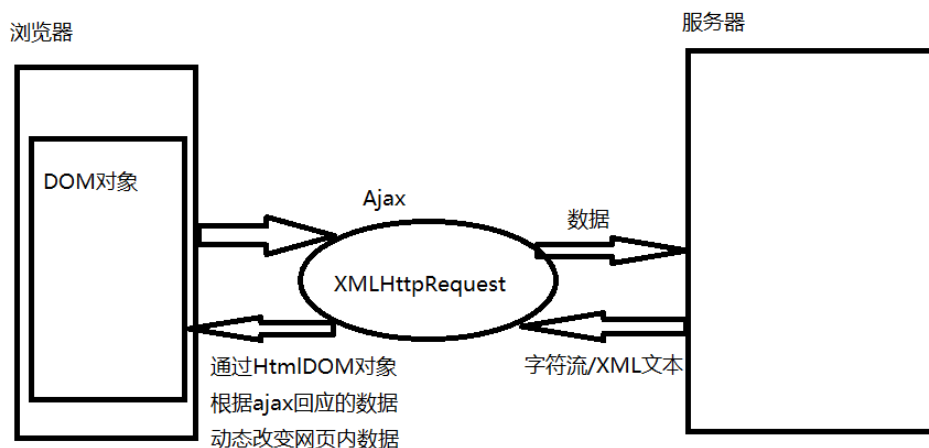 浏览器
服务器
DOM对象
Ajax
数据
XMLHttpRequest
通过HtmlDOM对象
根据ajax回应的数据
动态改变网页内数据
字符流/XML文本